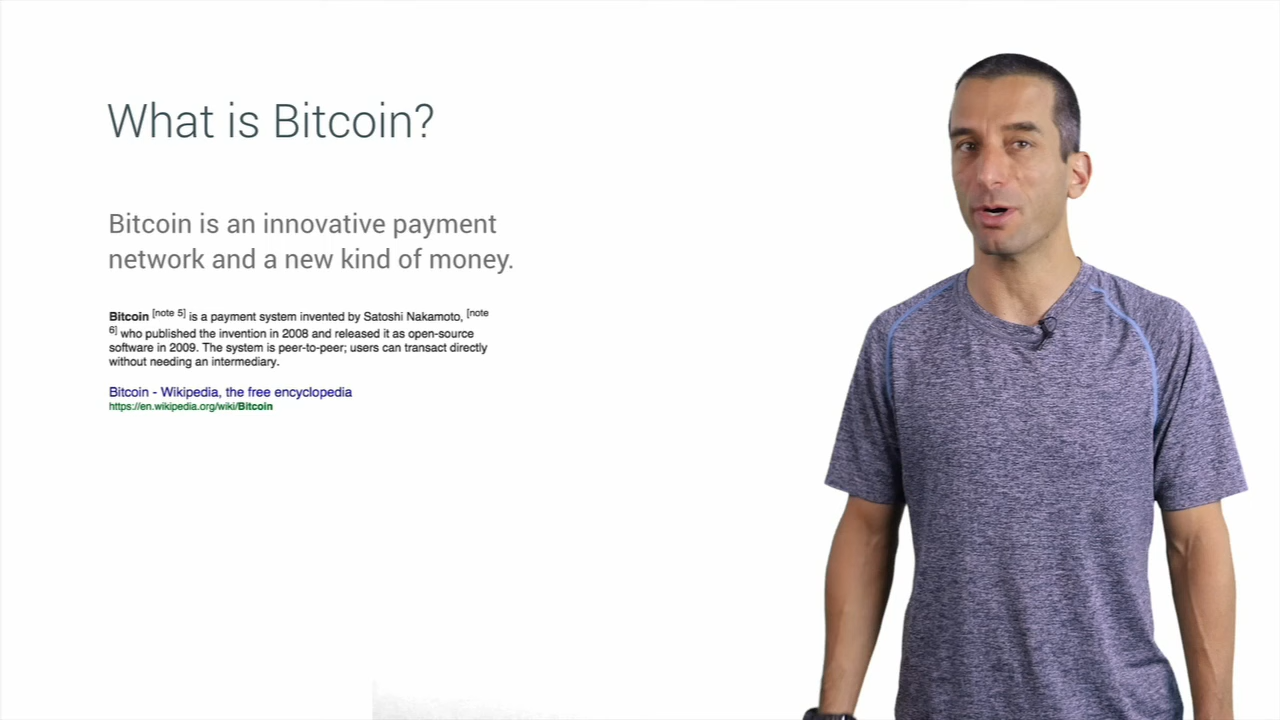 What is Bitcoin?
Bitcoin is an innovative payment
network and a new kind of money.
Bitcoin [note 5] is a payment system invented by Satoshi Nakamoto, [note
6] who published the invention in 2008 and released it as open-source
software in 2009. The system is peer-to-peer; users can transact directly
without needing an intermediary.
Bitcoin - Wikipedia, the free encyclopedia
https://en.wikipedia.org/wiki/Bitcoin